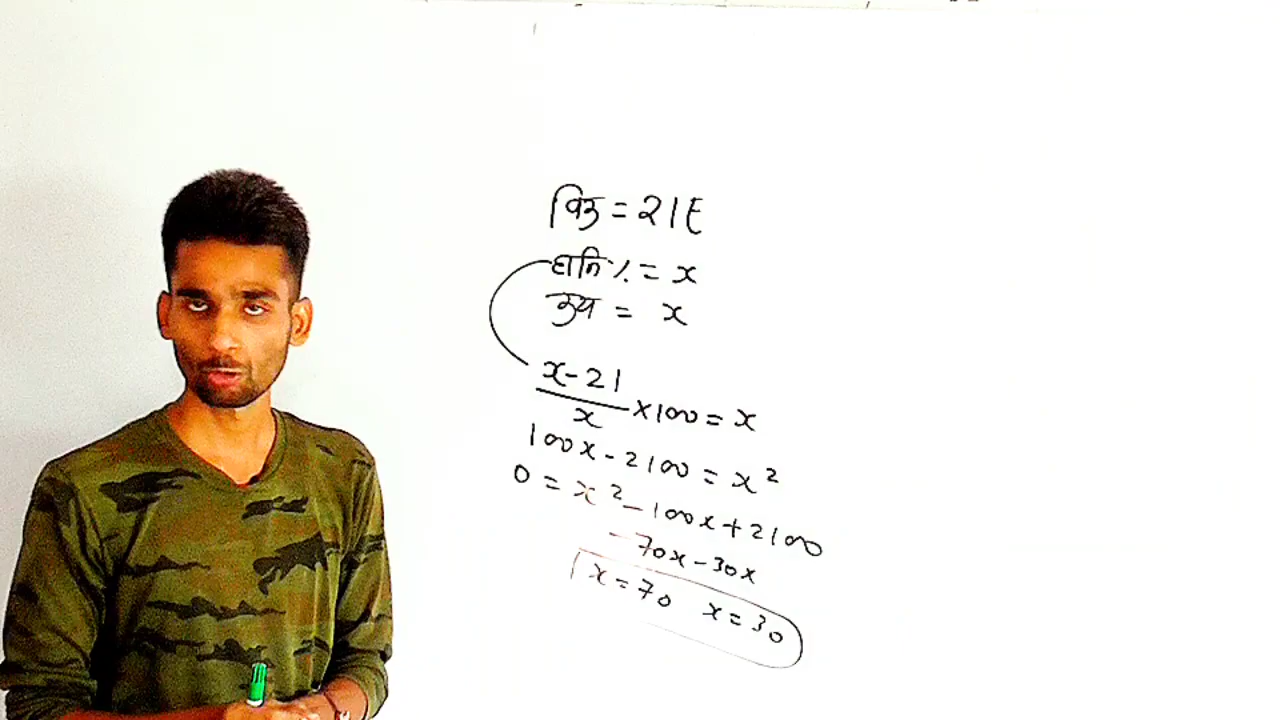 विक्र = 21₹
हानि % = x
क्रय = x
x-21/x ×100 = x
100x - 2100 = x²
0 = x² - 100x + 2100
-70x - 30x
x = 70 x = 30